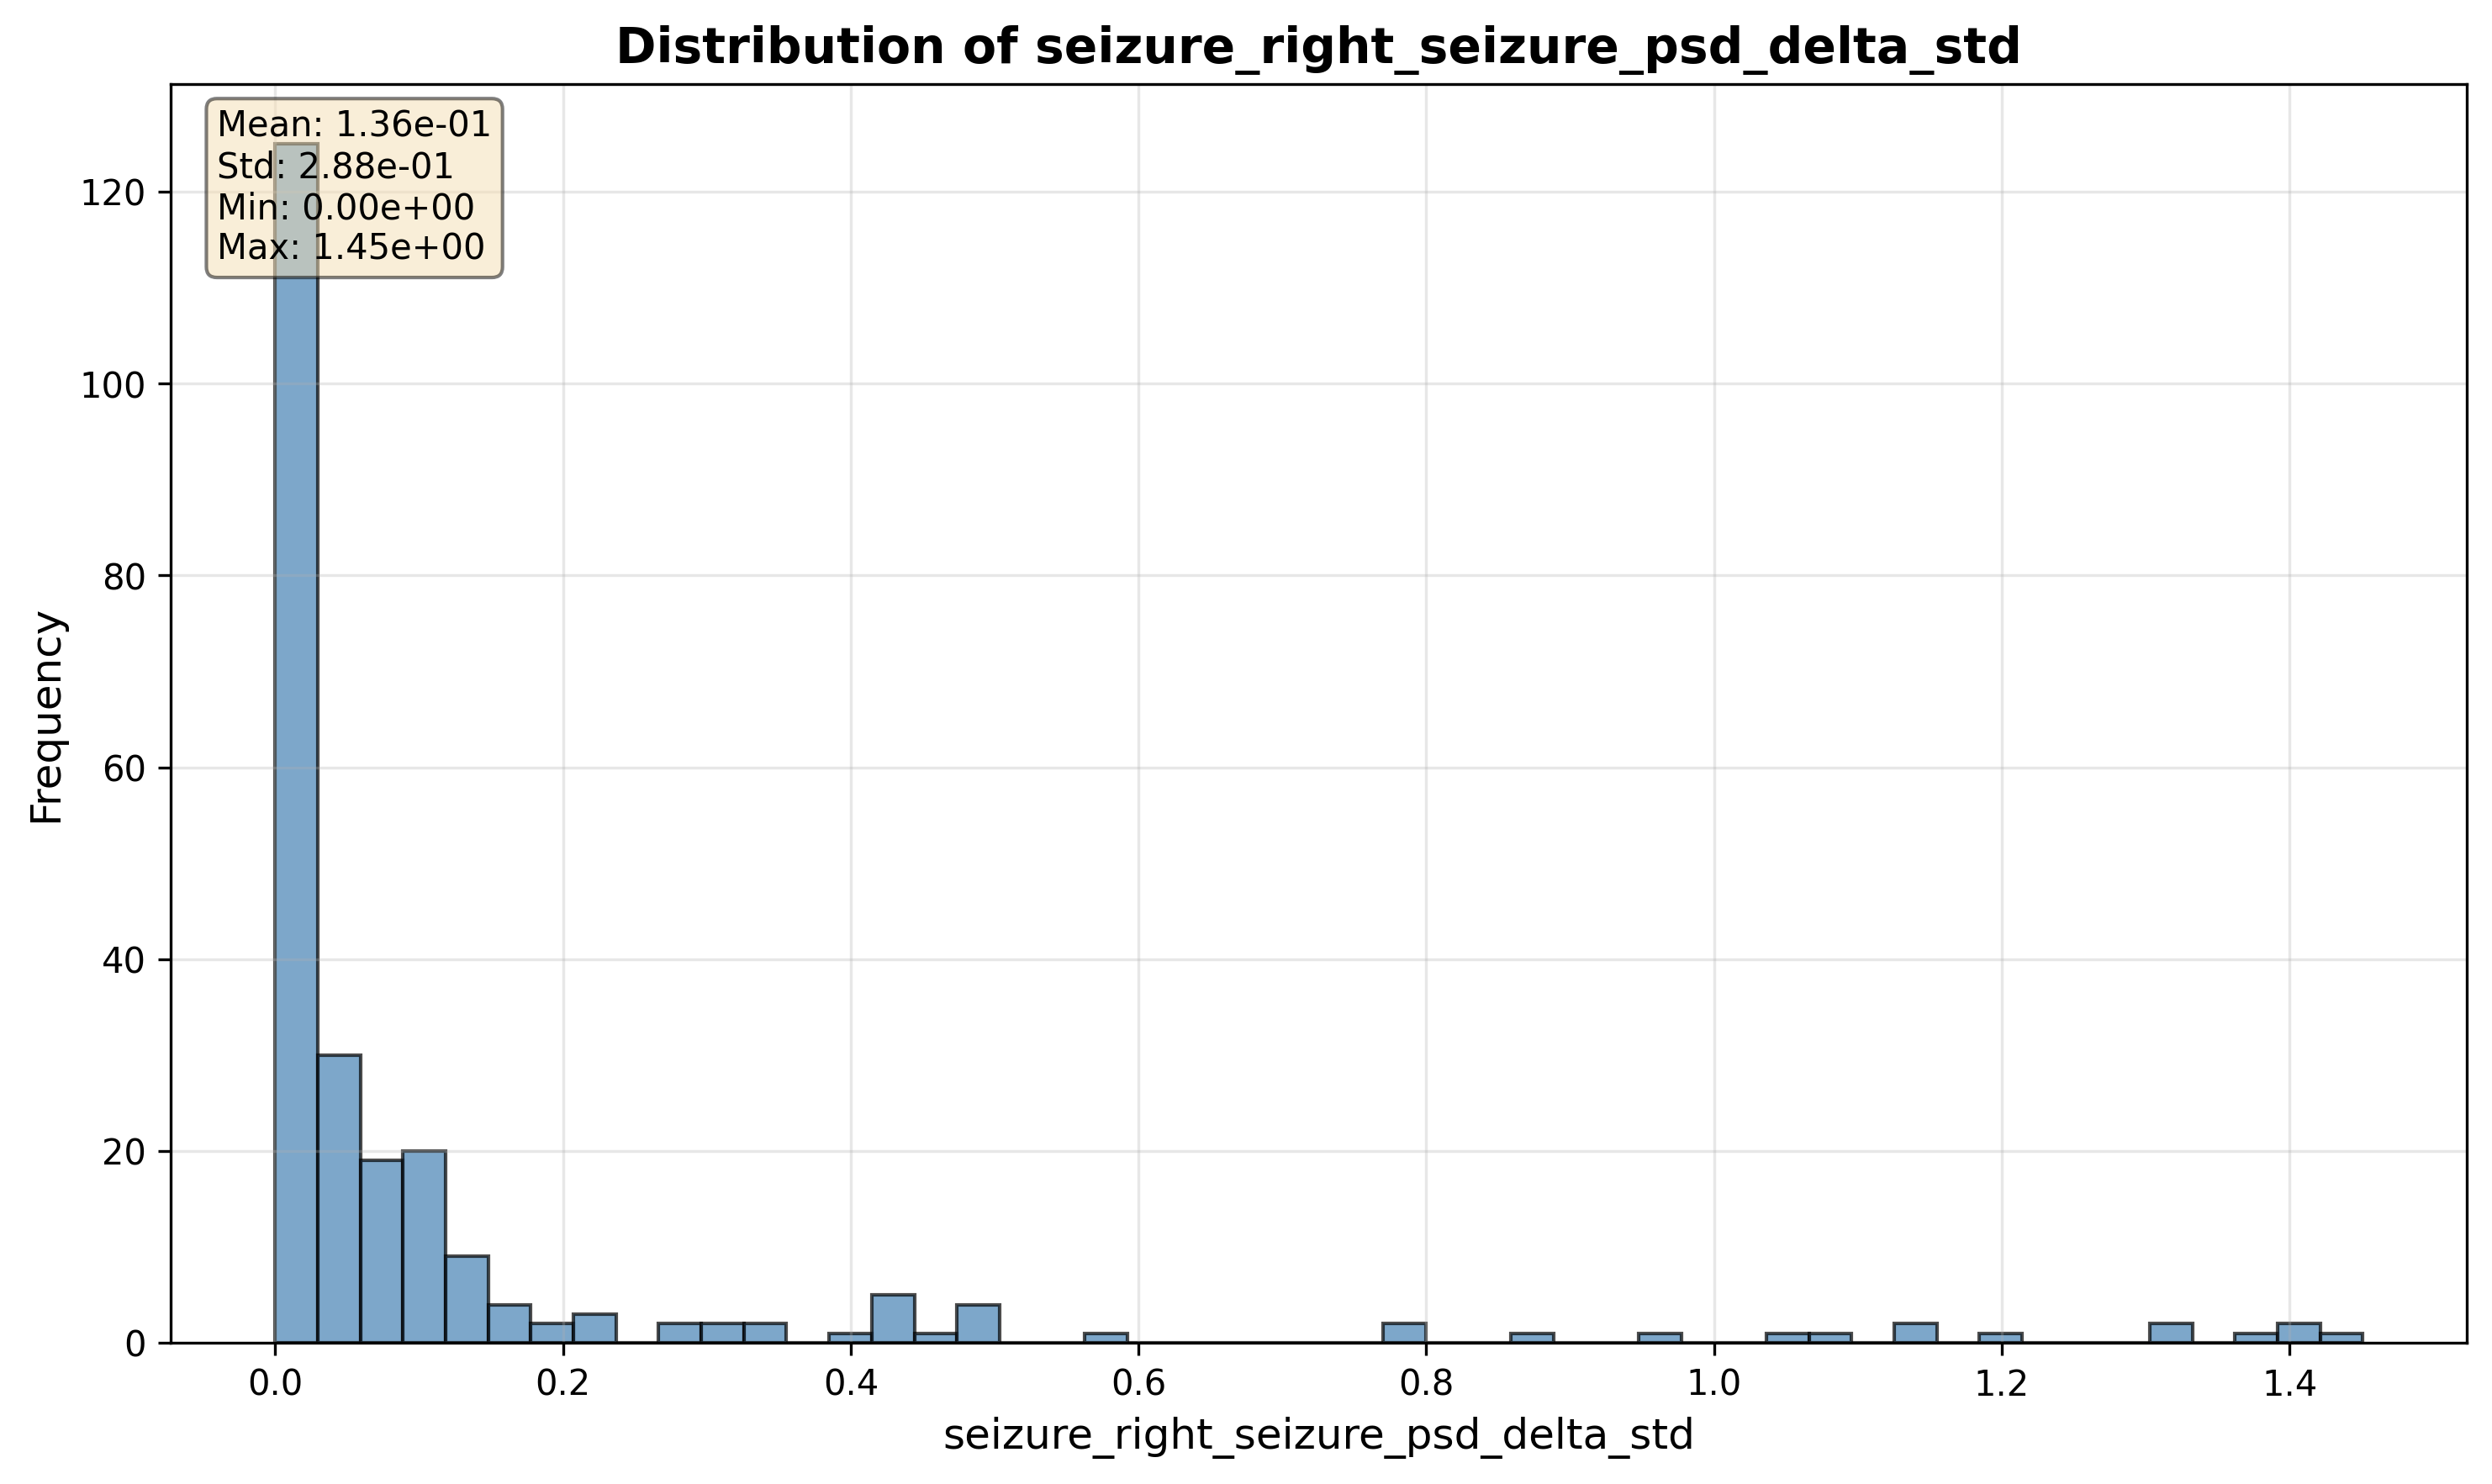 Distribution of seizure_right_seizure_psd_delta_std
Mean: 1.36e-01
Std: 2.88e-01
Min: 0.00e+00
Max: 1.45e+00
120
100
80
60
40
20
0
Frequency
0.0 0.2 0.4 0.6 0.8 1.0 1.2 1.4
seizure_right_seizure_psd_delta_std